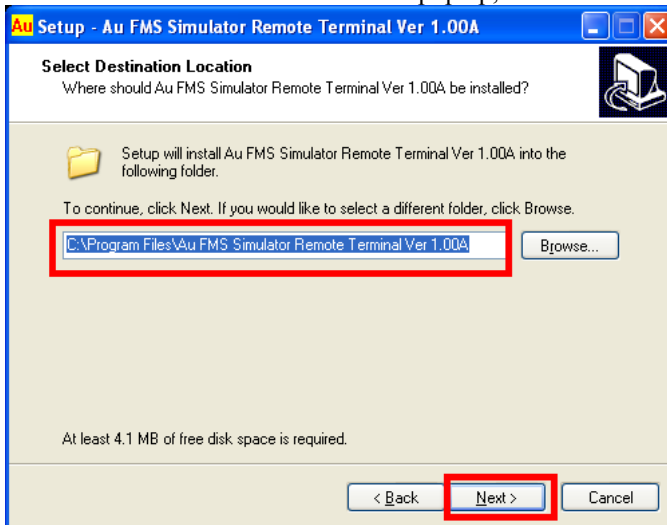 Au Setup - Au FMS Simulator Remote Terminal Ver 1.00A
Select Destination Location
Where should Au FMS Simulator Remote Terminal Ver 1.00A be installed?
Setup will install Au FMS Simulator Remote Terminal Ver 1.00A into the
following folder.
To continue, click Next. If you would like to select a different folder, click Browse.
C:\Program Files\Au FMS Simulator Remote Terminal Ver 1.00A
Browse...
At least 4.1 MB of free disk space is required.
< Back
Next >
Cancel